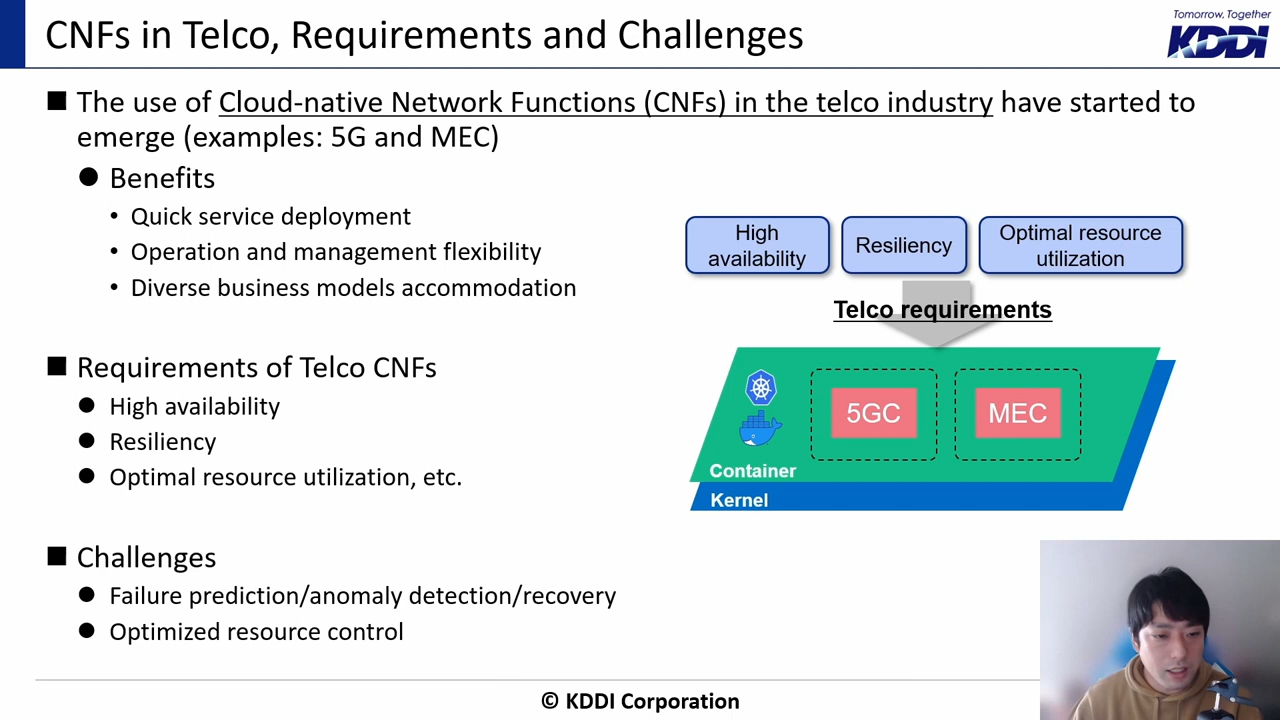 CNFs in Telco, Requirements and Challenges
Tomorrow, Together
KDDI
The use of Cloud-native Network Functions (CNFs) in the telco industry have started to
emerge (examples: 5G and MEC)
Benefits
Quick service deployment
Operation and management flexibility
Diverse business models accommodation
Requirements of Telco CNFs
High availability
Resiliency
Optimal resource utilization, etc.
Challenges
Failure prediction/anomaly detection/recovery
Optimized resource control
High
availability
Resiliency
Optimal resource
utilization
Telco requirements
5GC
MEC
Container
Kernel
© KDDI Corporation